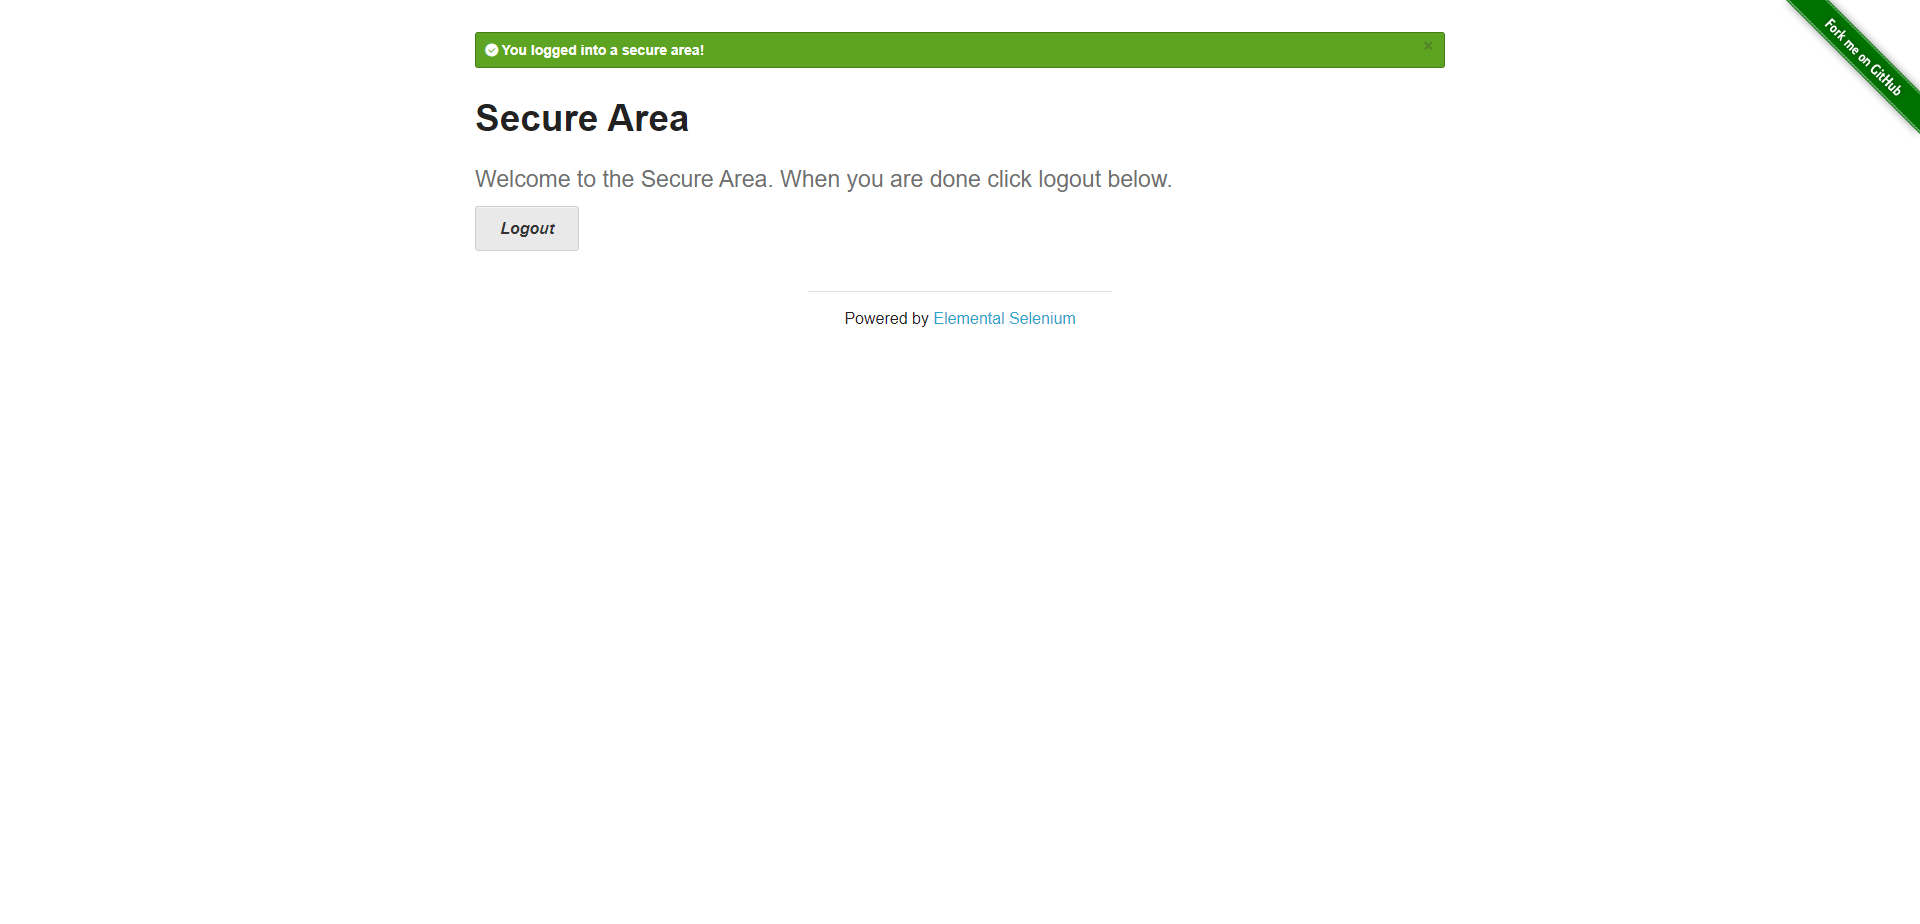 You logged into a secure area!
×
Fork me on GitHub
Secure Area
Welcome to the Secure Area. When you are done click logout below.
Logout
Powered by Elemental Selenium